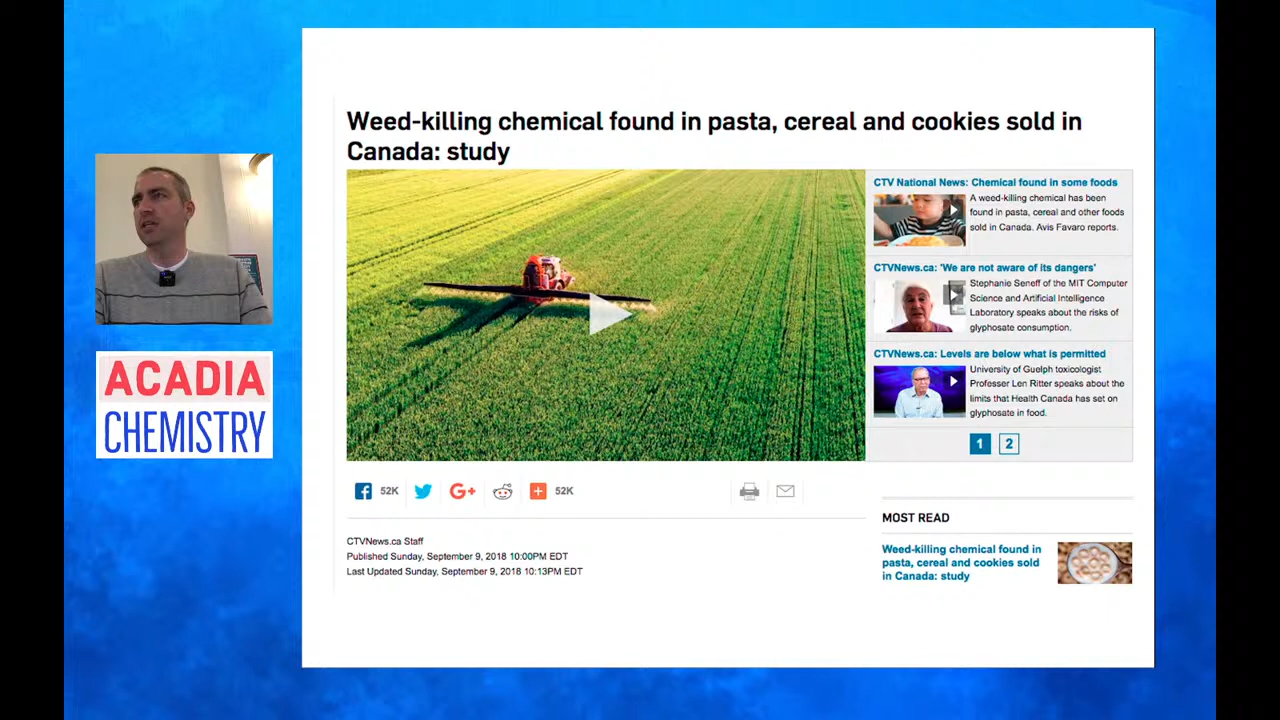 Weed-killing chemical found in pasta, cereal and cookies sold in
Canada: study
CTV National News: Chemical found in some foods
A weed-killing chemical has been
found in pasta, cereal and other foods
sold in Canada. Avis Favaro reports.
CTVNews.ca: 'We are not aware of its dangers'
Stephanie Seneff of the MIT Computer
Science and Artificial Intelligence
Laboratory speaks about the risks of
glyphosate consumption.
CTVNews.ca: Levels are below what is permitted
University of Guelph toxicologist
Professor Len Ritter speaks about the
limits that Health Canada has set on
glyphosate in food.
1 2
ACADIA
CHEMISTRY
52K G+ 52K
CTVNews.ca Staff
Published Sunday, September 9, 2018 10:00PM EDT
Last Updated Sunday, September 9, 2018 10:13PM EDT
MOST READ
Weed-killing chemical found in
pasta, cereal and cookies sold
in Canada: study